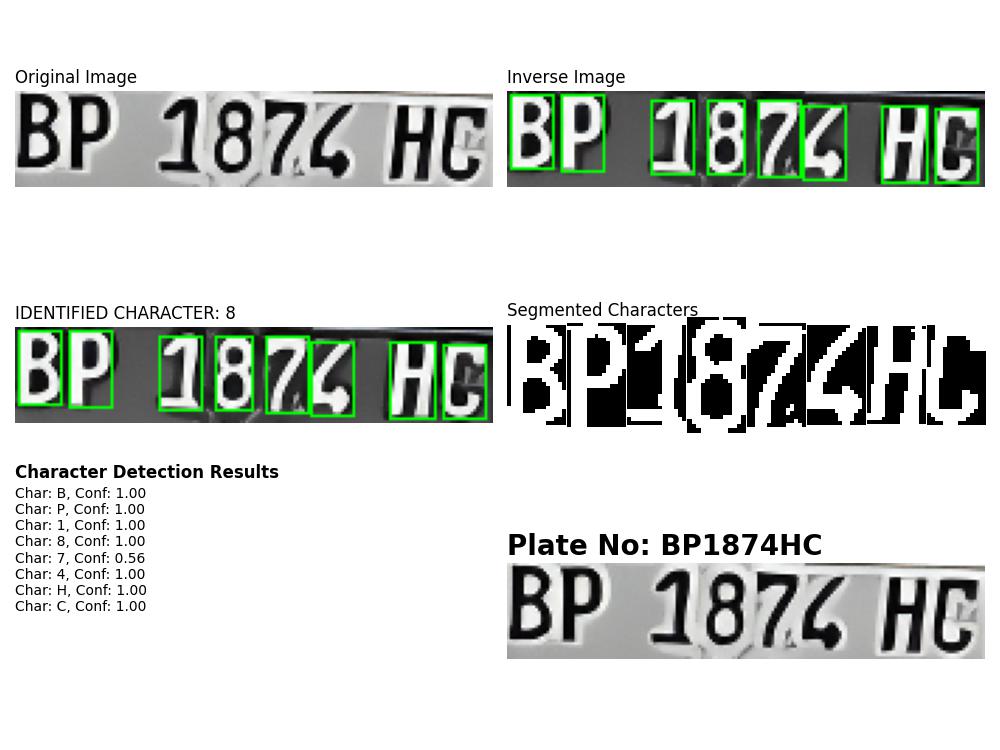 Original Image
BP 1874 HC
Inverse Image
BP 1874 HC
IDENTIFIED CHARACTER: 8
BP 1874 HC
Segmented Characters
BP1874HC
Character Detection Results
Char: B, Conf: 1.00
Char: P, Conf: 1.00
Char: 1, Conf: 1.00
Char: 8, Conf: 1.00
Char: 7, Conf: 0.56
Char: 4, Conf: 1.00
Char: H, Conf: 1.00
Char: C, Conf: 1.00
Plate No: BP1874HC
BP 1874 HC